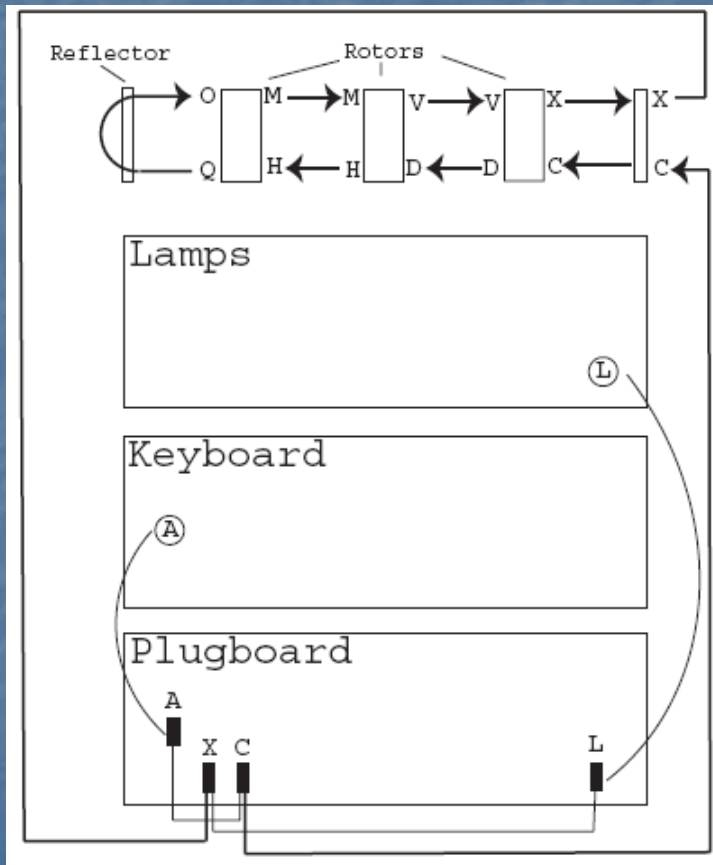 Reflector Rotors
O M M V V X X
Q H H D D C C
Lamps
L
Keyboard
A
Plugboard
A
X C L